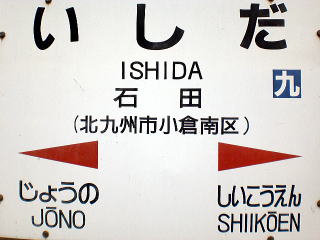 いしだ
ISHIDA
石田
九
(北九州市小倉南区)
じょうの
JŌNO
しいこうえん
SHIIKŌEN